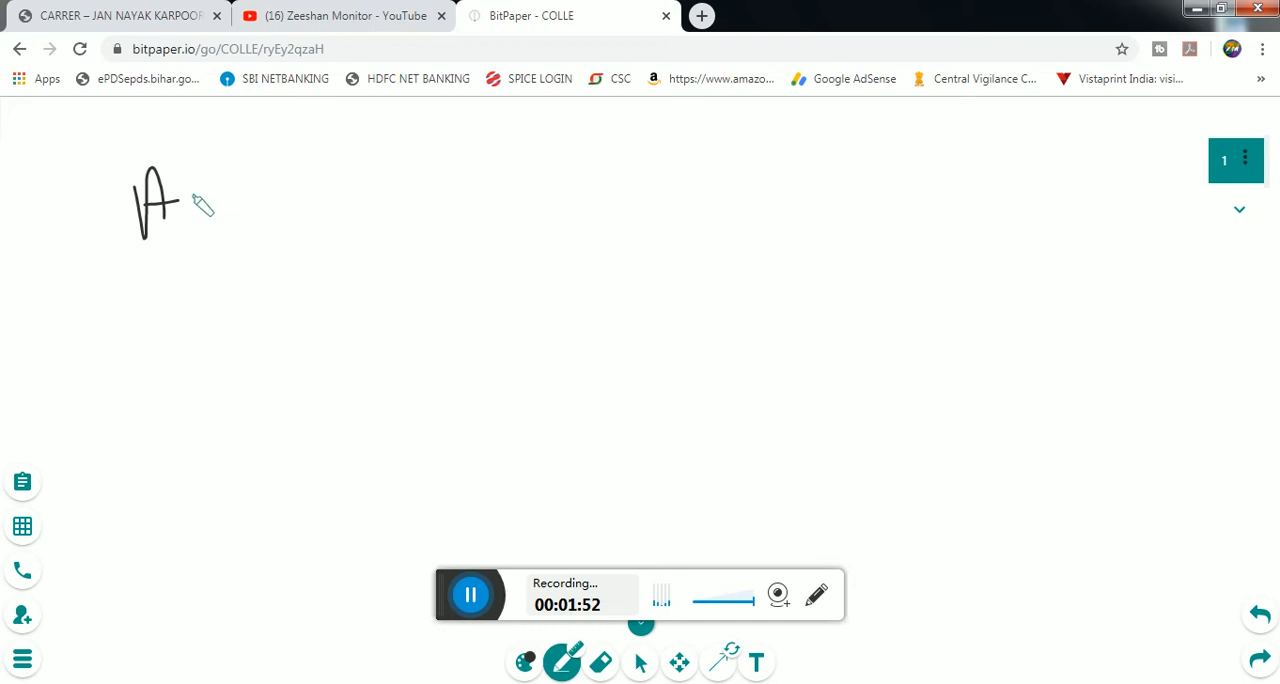 CARRER – JAN NAYAK KARPOOR
(16) Zeeshan Monitor - YouTube
BitPaper - COLLE
bitpaper.io/go/COLLE/ryEy2qzaH
Apps
ePDSepds.bihar.go...
SBI NETBANKING
HDFC NET BANKING
SPICE LOGIN
CSC
https://www.amazo...
Google AdSense
Central Vigilance C...
Vistaprint India: visi...
»
1
A
Recording...
00:01:52
T